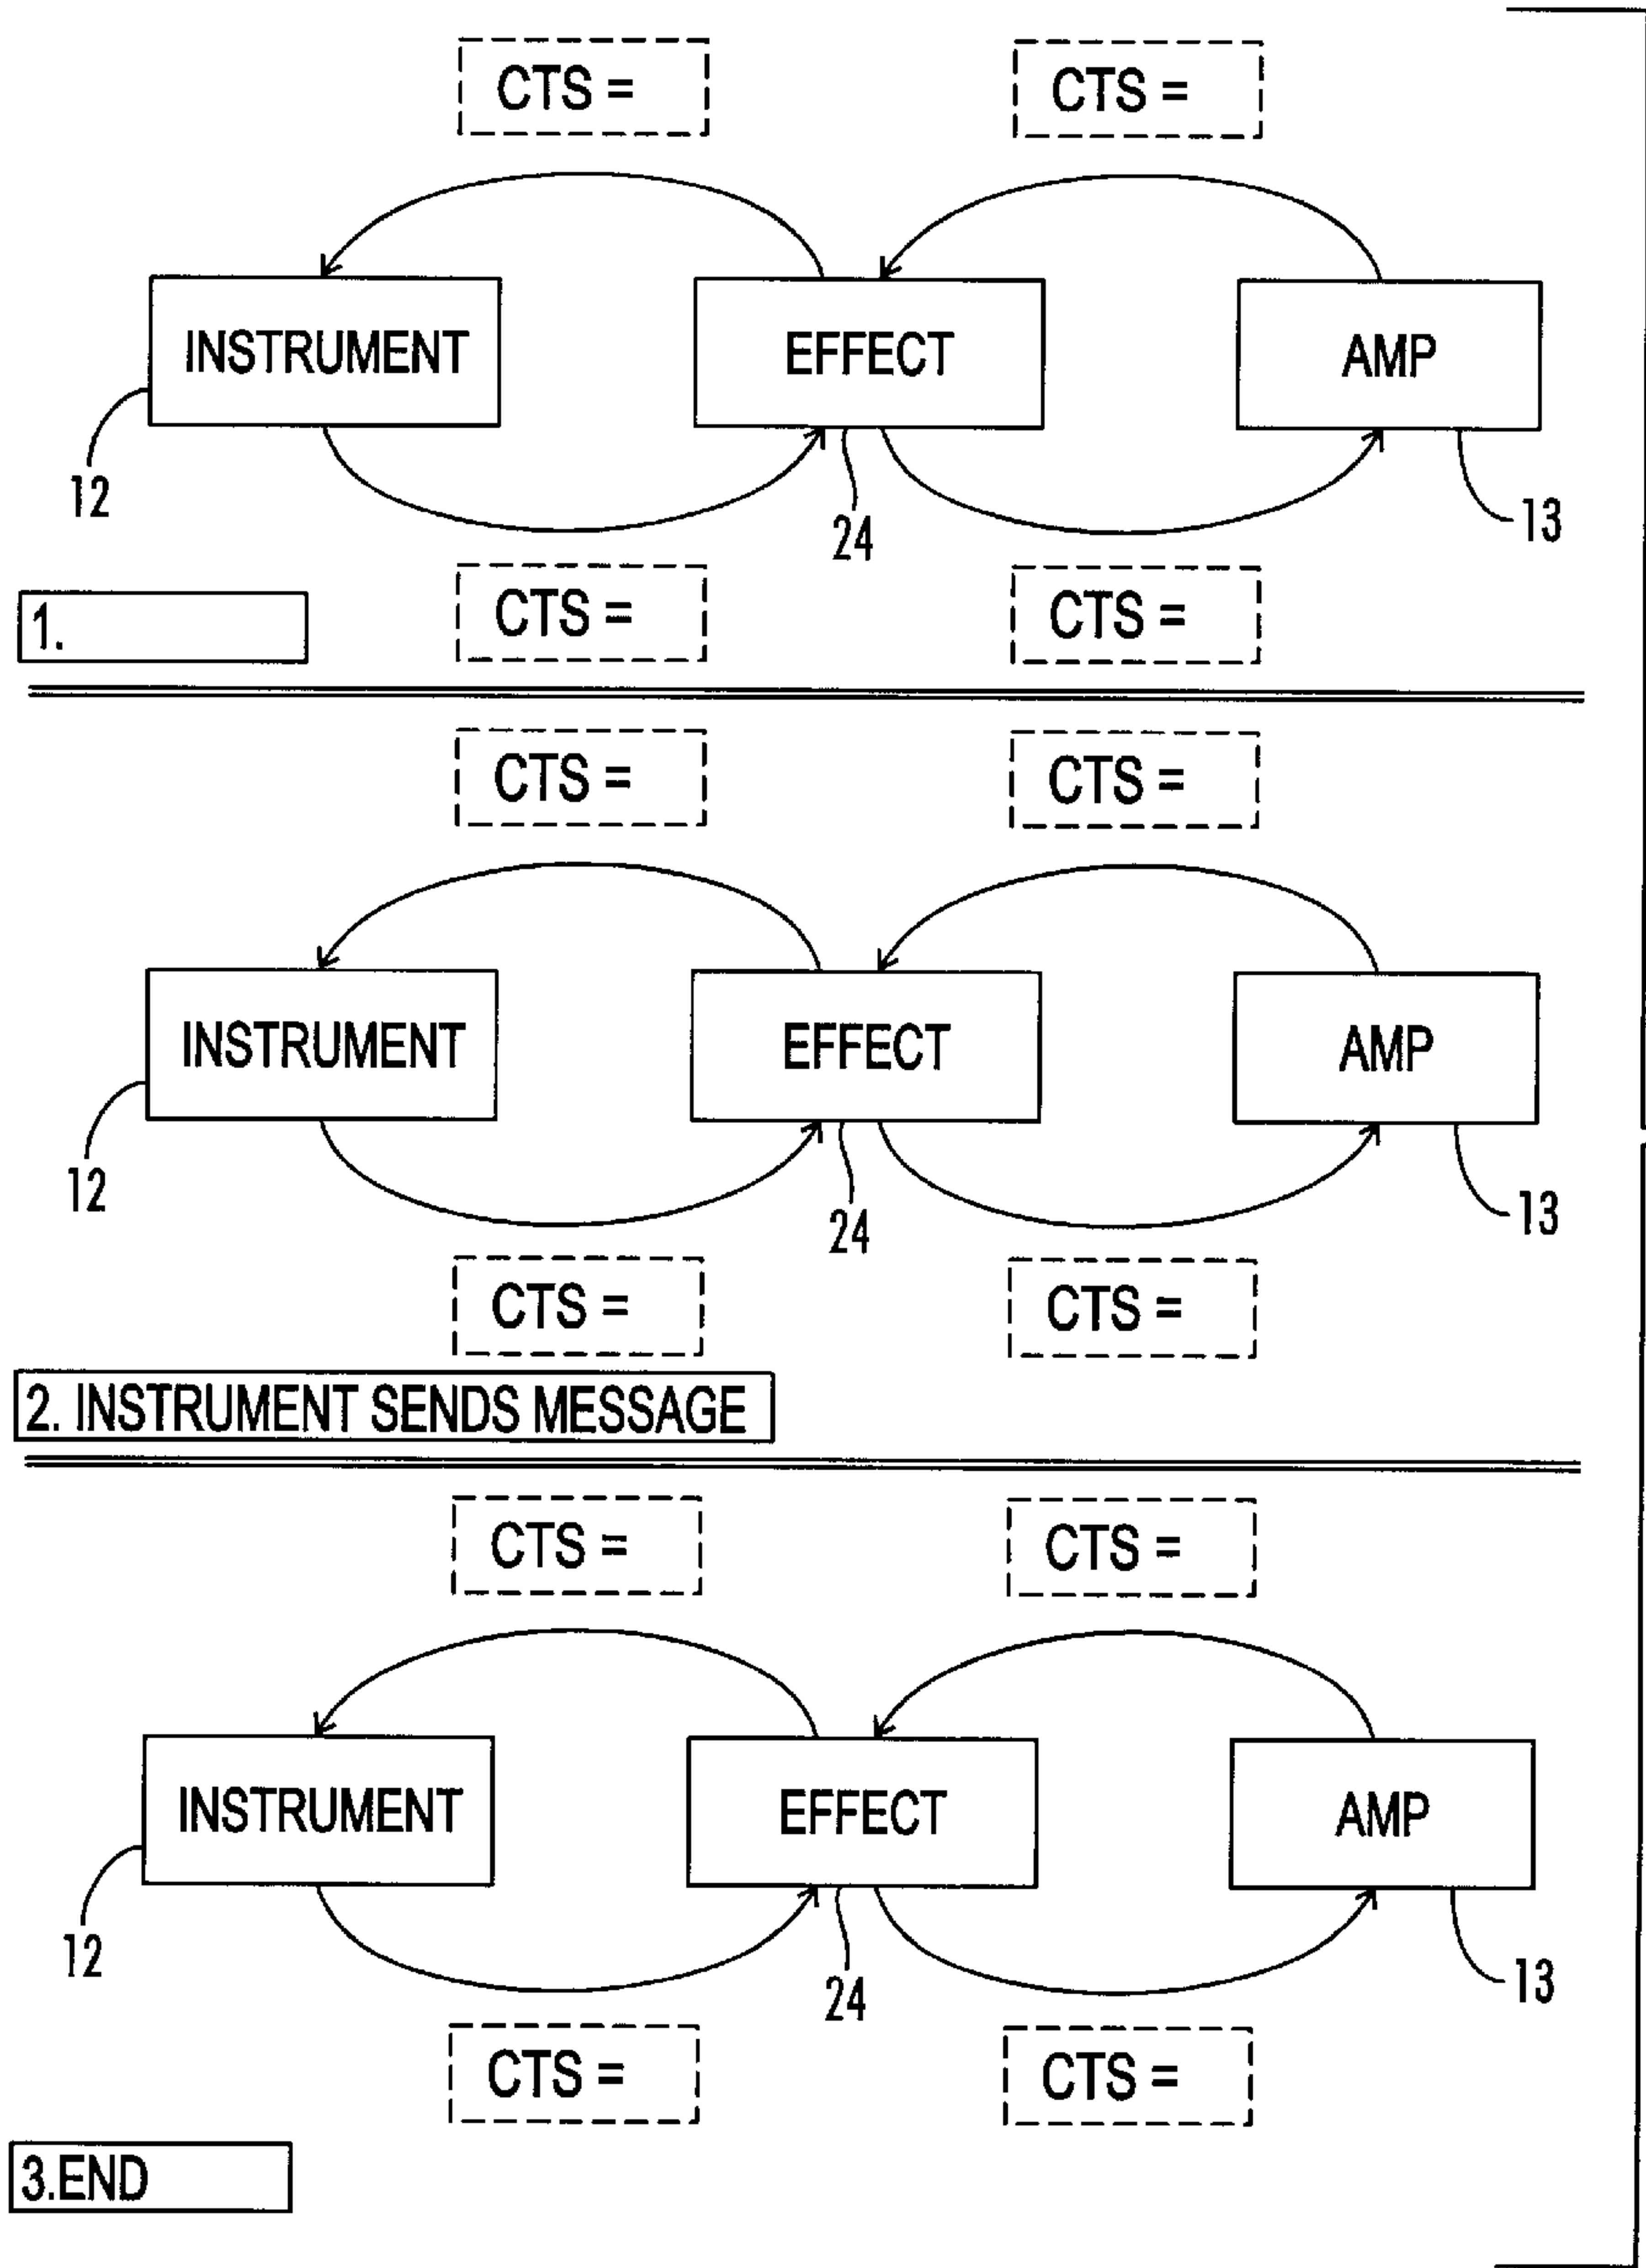 CTS = CTS =
INSTRUMENT EFFECT AMP
12 24 13
CTS = CTS =
1.
CTS = CTS =
INSTRUMENT EFFECT AMP
12 24 13
CTS = CTS =
2. INSTRUMENT SENDS MESSAGE
CTS = CTS =
INSTRUMENT EFFECT AMP
12 24 13
CTS = CTS =
3.END